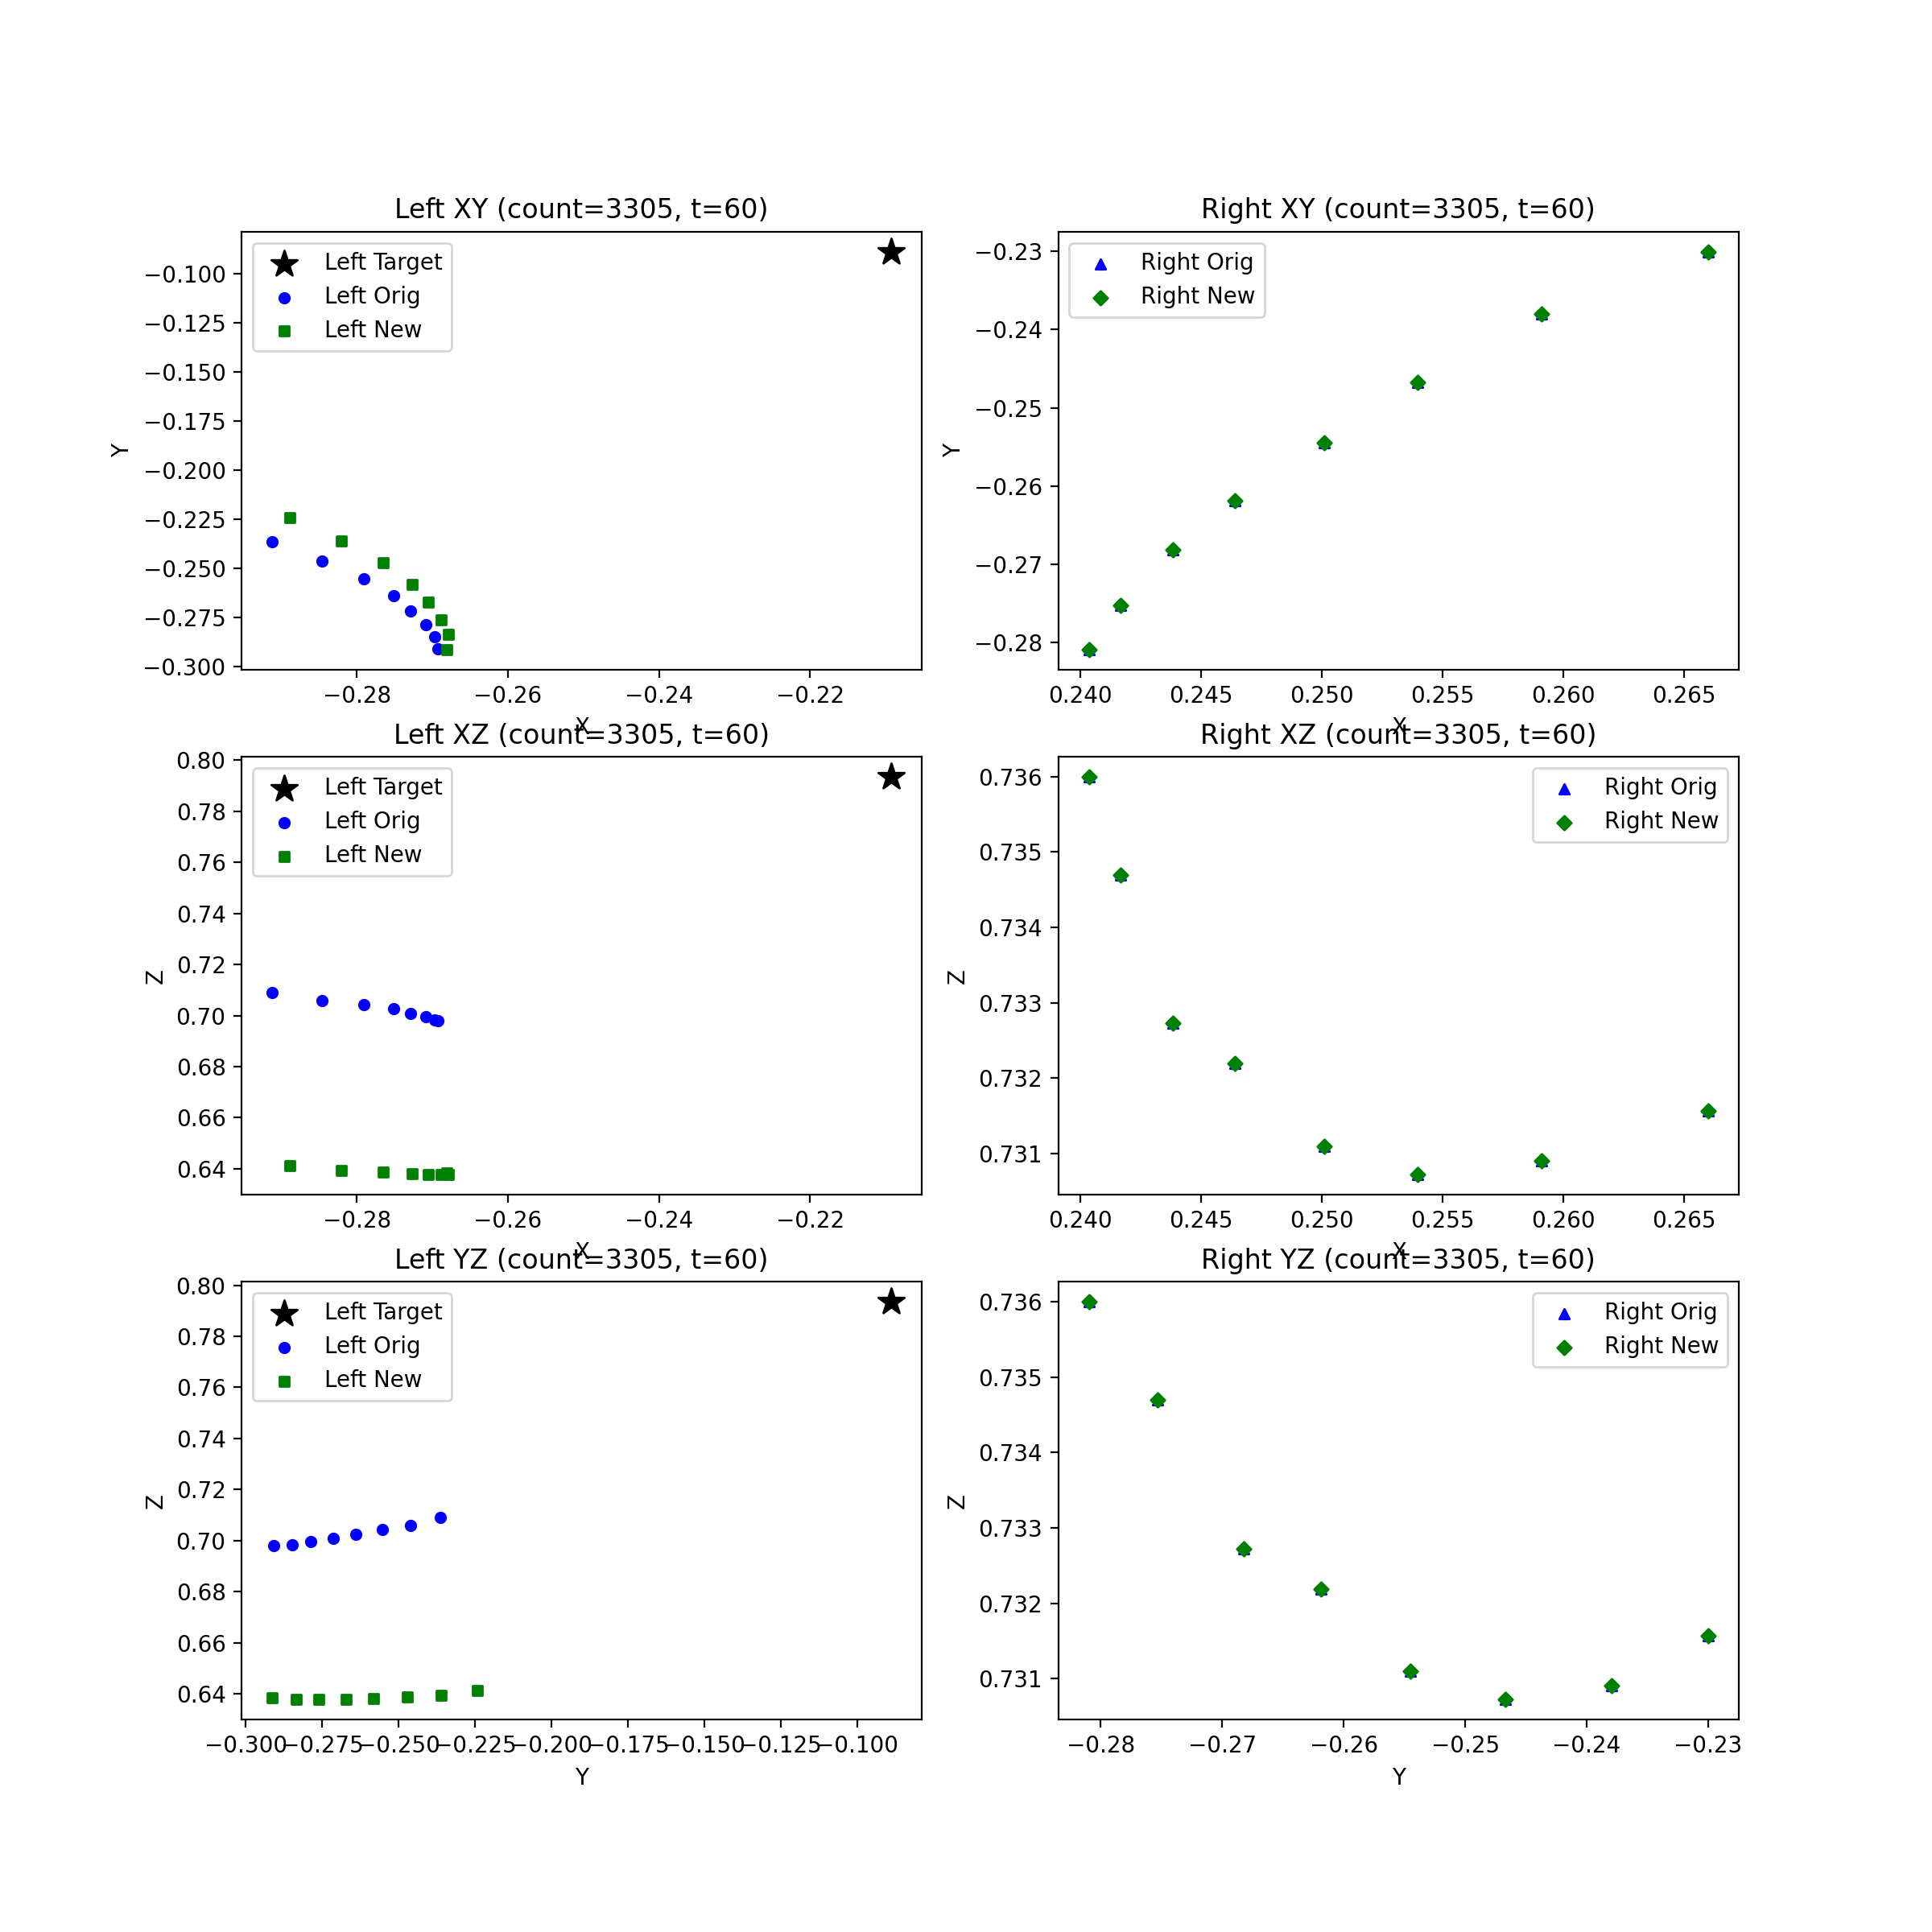 Left XY (count=3305, t=60)
Left Target
Left Orig
Left New
−0.100
−0.125
−0.150
−0.175
−0.200
−0.225
−0.250
−0.275
−0.300
Y
−0.28
−0.26
−0.24
−0.22
X
Right XY (count=3305, t=60)
Right Orig
Right New
−0.23
−0.24
−0.25
−0.26
−0.27
−0.28
Y
0.240
0.245
0.250
0.255
0.260
0.265
X
Left XZ (count=3305, t=60)
Left Target
Left Orig
Left New
0.80
0.78
0.76
0.74
0.72
0.70
0.68
0.66
0.64
Z
−0.28
−0.26
−0.24
−0.22
X
Right XZ (count=3305, t=60)
Right Orig
Right New
0.736
0.735
0.734
0.733
0.732
0.731
Z
0.240
0.245
0.250
0.255
0.260
0.265
X
Left YZ (count=3305, t=60)
Left Target
Left Orig
Left New
0.80
0.78
0.76
0.74
0.72
0.70
0.68
0.66
0.64
Z
−0.300
−0.275
−0.250
−0.225
−0.200
−0.175
−0.150
−0.125
−0.100
Y
Right YZ (count=3305, t=60)
Right Orig
Right New
0.736
0.735
0.734
0.733
0.732
0.731
Z
−0.28
−0.27
−0.26
−0.25
−0.24
−0.23
Y